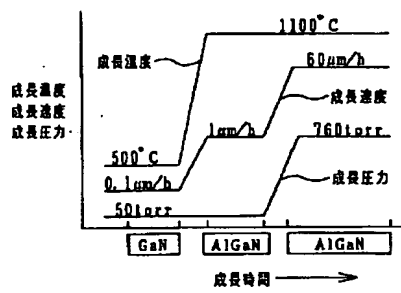 1100°C
成長温度
60μm/h
成長温度
成長速度
成長圧力
成長速度
1μm/h
760torr
500°C
0.1μm/h
成長圧力
50torr
GaN
AlGaN
AlGaN
成長時間